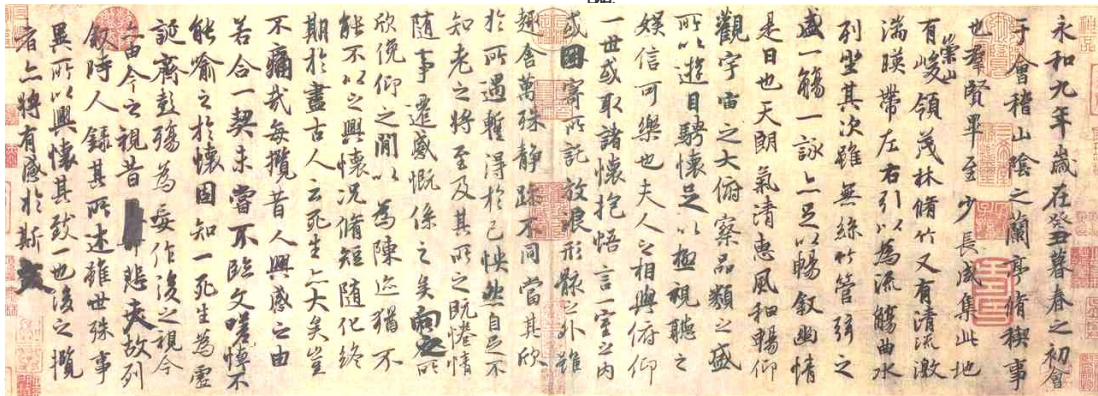 永和九年歲在癸丑暮春之初會
于會稽山陰之蘭亭脩稧事
也羣賢畢至少長咸集此地
有崇山峻領茂林脩竹又有清流激
湍暎帶左右引以為流觴曲水
列坐其次雖無絲竹管弦之
盛一觴一詠亦足以暢敘幽情
是日也天朗氣清惠風和暢仰
觀宇宙之大俯察品類之盛
所以遊目騁懷足以極視聽之
娛信可樂也夫人之相與俯仰
一世或取諸懷抱悟言一室之內
或因寄所託放浪形骸之外雖
趣舍萬殊靜躁不同當其欣
於所遇蹔得於己怏然自足不
知老之將至及其所之既惓情
隨事遷感慨係之矣向之所
欣俛仰之閒以為陳迹猶不
能不以之興懷況脩短隨化終
期於盡古人云死生亦大矣豈
不痛哉每攬昔人興感之由
若合一契未嘗不臨文嗟悼不
能喻之於懷固知一死生為虛
誕齊彭殤為妄作後之視今
亦由今之視昔悲夫故列
敘時人錄其所述雖世殊事
異所以興懷其致一也後之攬
者亦將有感於斯文